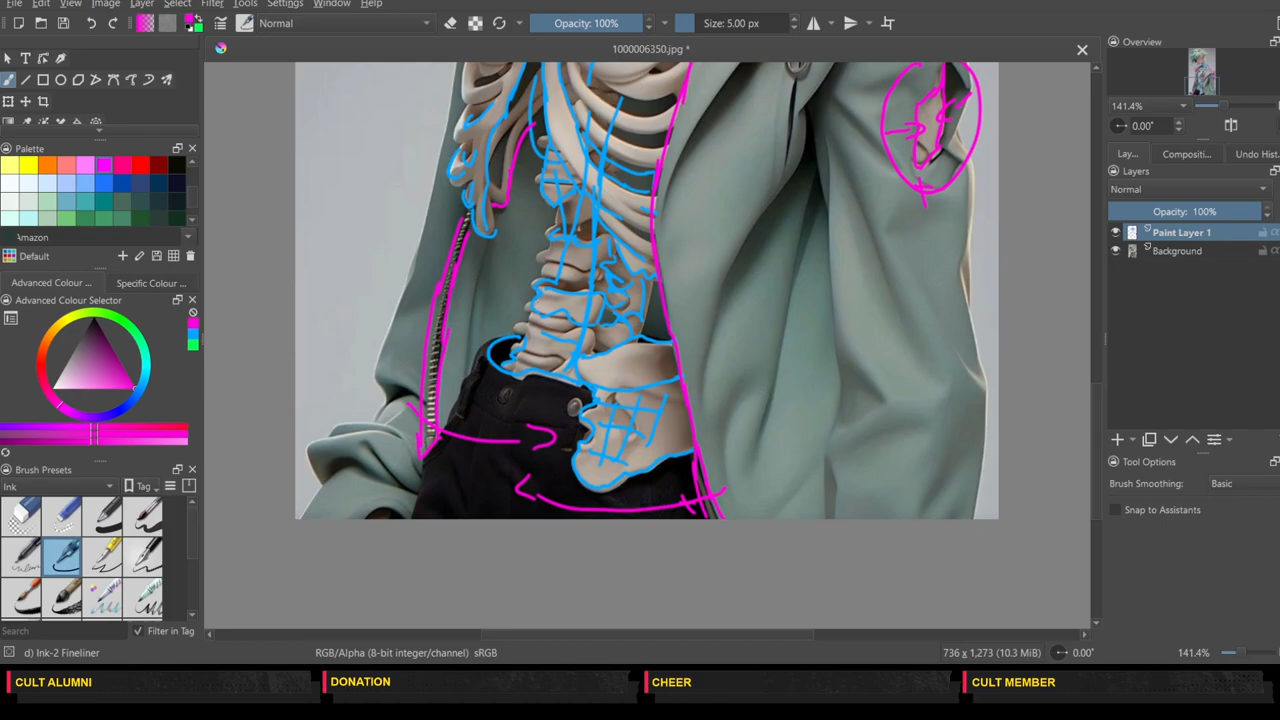 File Edit View Image Layer Select Filter Tools Settings Window Help
Normal
Opacity: 100%
Size: 5.00 px
1000006350.jpg *
Overview
141.4%
0.00°
Palette
Lay...
Compositi...
Undo Hist.
Layers
Normal
Opacity: 100%
Paint Layer 1
Background
Amazon
Default
Advanced Colour ...
Specific Colour ...
Advanced Colour Selector
Tool Options
Brush Smoothing:
Basic
Snap to Assistants
Brush Presets
Ink
Tag
Search
Filter in Tag
d) Ink-2 Fineliner
RGB/Alpha (8-bit integer/channel) sRGB
736 x 1,273 (10.3 MiB)
0.00°
141.4%
CULT ALUMNI
DONATION
CHEER
CULT MEMBER